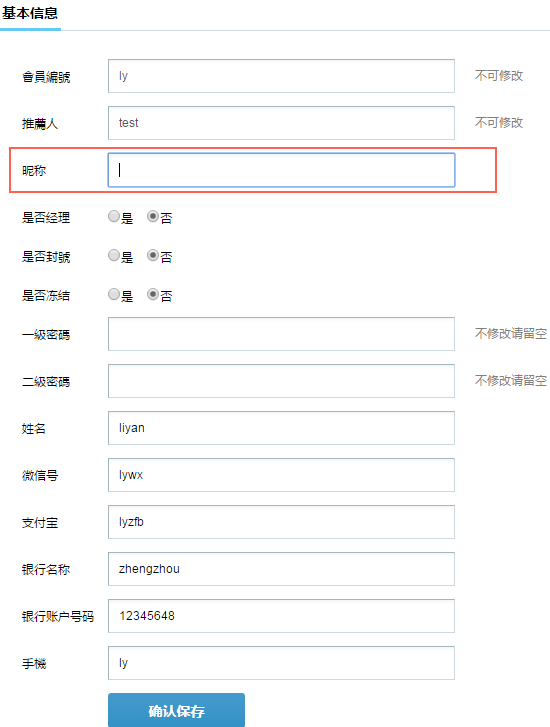 基本信息
會員編號 ly 不可修改
推薦人 test 不可修改
昵称
是否经理 是 否
是否封號 是 否
是否冻结 是 否
一級密碼 不修改请留空
二級密碼 不修改请留空
姓名 liyan
微信号 lywx
支付宝 lyzfb
银行名称 zhengzhou
银行账户号码 12345648
手機 ly
确认保存